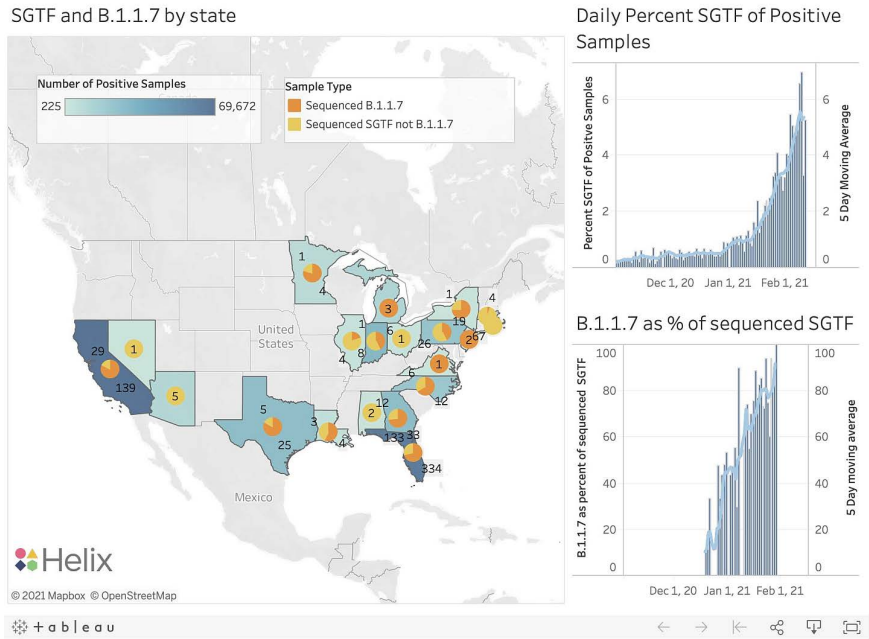 SGTF and B.1.1.7 by state
Number of Positive Samples
225
69,672
Sample Type
Sequenced B.1.1.7
Sequenced SGTF not B.1.1.7
United
States
Mexico
1
4
29
139
1
5
5
25
3
4
1
4
8
6
3
1
1
19
4
26
2
67
6
12
12
2
133
33
334
Helix
© 2021 Mapbox © OpenStreetMap
Daily Percent SGTF of Positive
Samples
Percent SGTF of Positve Samples
6
4
2
0
6
4
2
0
5 Day Moving Average
Dec 1, 20
Jan 1, 21
Feb 1, 21
B.1.1.7 as % of sequenced SGTF
B.1.1.7 as percent of sequenced SGTF
100
80
60
40
20
0
100
80
60
40
20
0
5 Day moving average
Dec 1, 20
Jan 1, 21
Feb 1, 21
+ a b | e a u